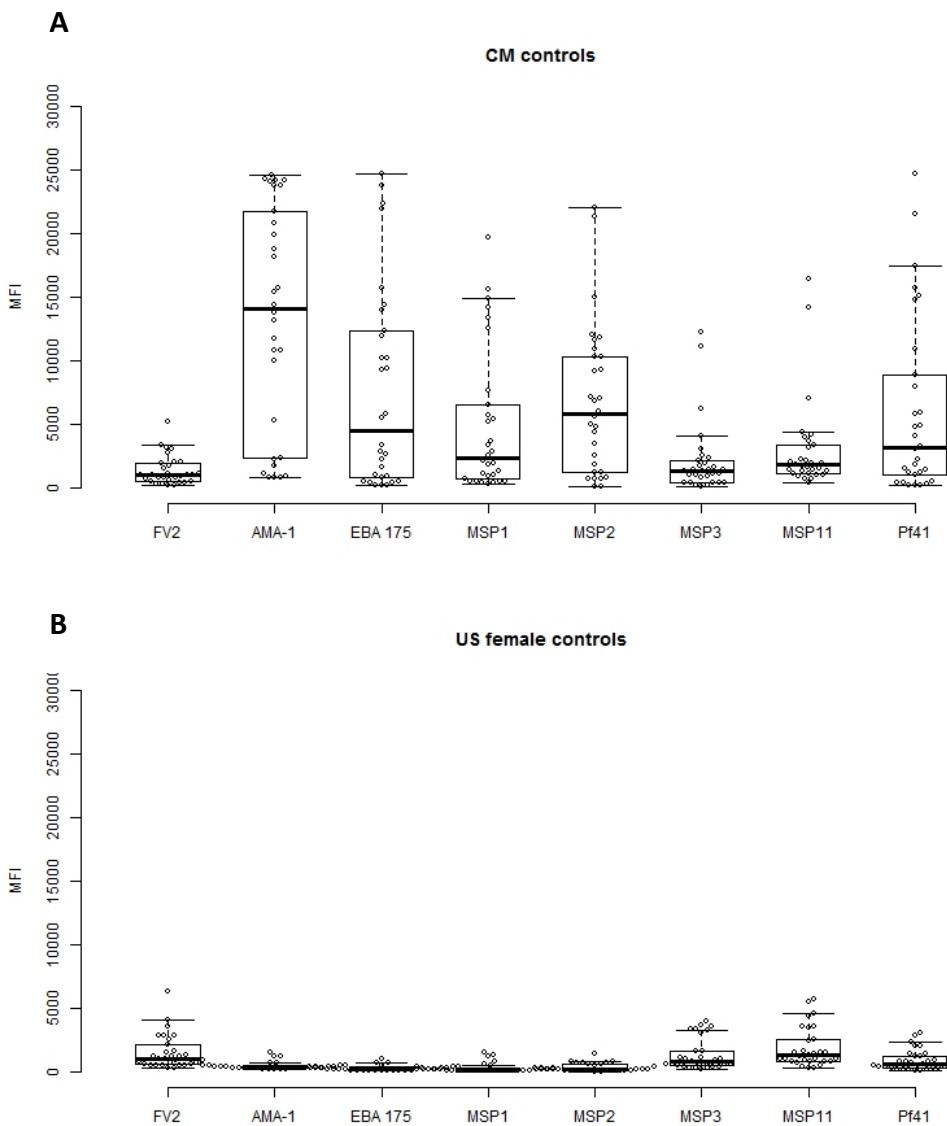 A
CM controls
30000
25000
20000
15000
10000
5000
0
MFI
FV2 AMA-1 EBA 175 MSP1 MSP2 MSP3 MSP11 Pf41
B
US female controls
30000
25000
20000
15000
10000
5000
0
MFI
FV2 AMA-1 EBA 175 MSP1 MSP2 MSP3 MSP11 Pf41